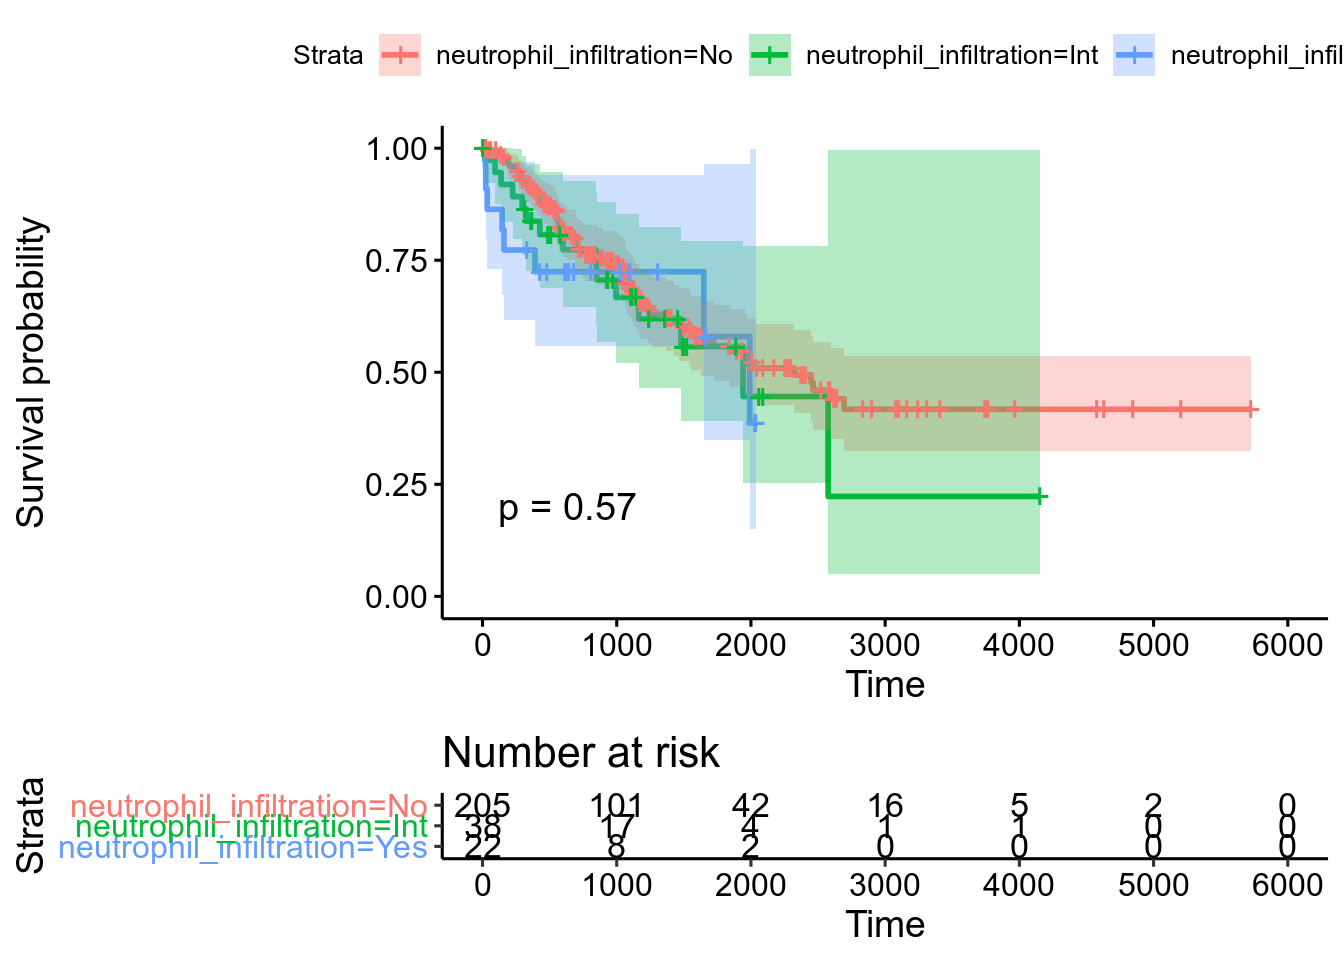 Strata neutrophil_infiltration=No neutrophil_infiltration=Int neutrophil_infil
Survival probability
1.00
0.75
0.50
0.25
0.00
p = 0.57
0 1000 2000 3000 4000 5000 6000
Time
Number at risk
Strata
neutrophil_infiltration=No 205 101 42 16 5 2 0
neutrophil_infiltration=Int 38 17 4 1 1 0 0
neutrophil_infiltration=Yes 22 8 2 0 0 0 0
0 1000 2000 3000 4000 5000 6000
Time